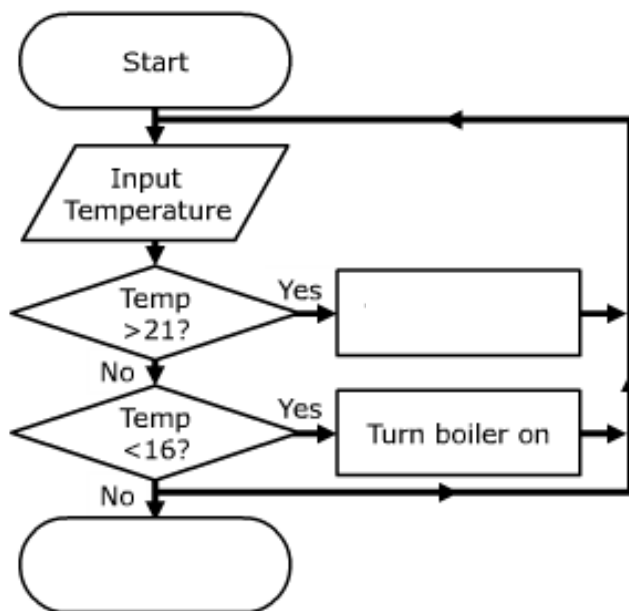 Start
Input
Temperature
Temp
>21?
Yes
No
Temp
<16?
Yes
Turn boiler on
No